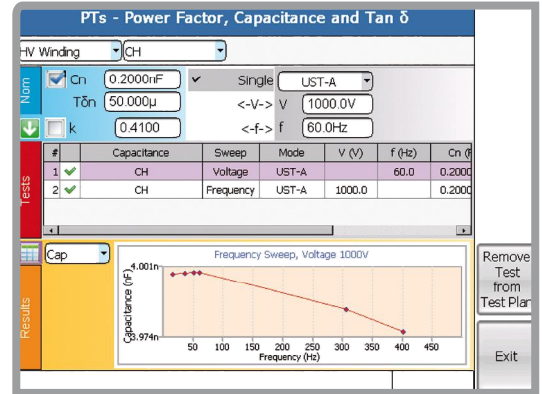 PTs - Power Factor, Capacitance and Tan δ
HV Winding CH
Nom
Cn 0.2000nF Single UST-A
Tδn 50.000µ <-V-> V 1000.0V
k 0.4100 <-f-> f 60.0Hz
Tests
# Capacitance Sweep Mode V (V) f (Hz) Cn (F
1 CH Voltage UST-A 60.0 0.2000
2 CH Frequency UST-A 1000.0 0.2000
Results
Cap
Frequency Sweep, Voltage 1000V
Capacitance (nF)
4.001n
3.974n
50 100 150 200 250 300 350 400 450
Frequency (Hz)
Remove
Test
from
Test Plan
Exit